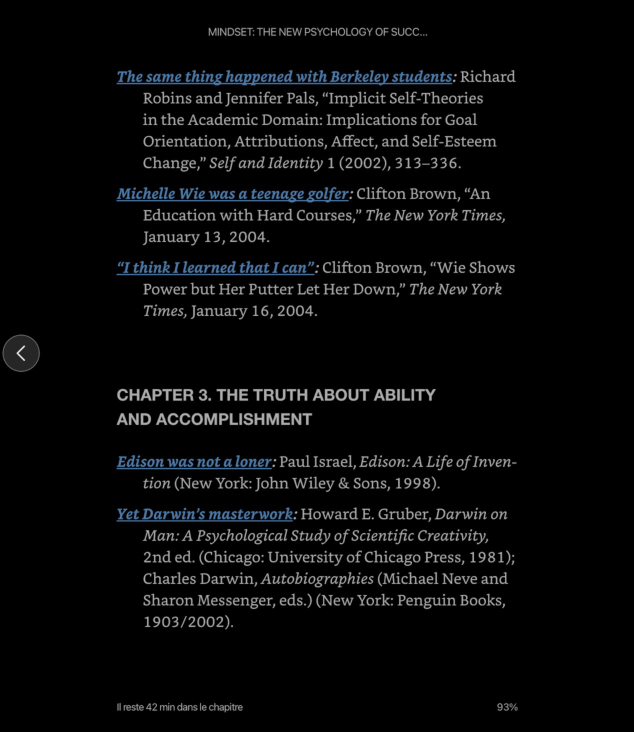 MINDSET: THE NEW PSYCHOLOGY OF SUCC...
The same thing happened with Berkeley students: Richard
Robins and Jennifer Pals, “Implicit Self-Theories
in the Academic Domain: Implications for Goal
Orientation, Attributions, Affect, and Self-Esteem
Change,” Self and Identity 1 (2002), 313–336.
Michelle Wie was a teenage golfer: Clifton Brown, “An
Education with Hard Courses,” The New York Times,
January 13, 2004.
“I think I learned that I can”: Clifton Brown, “Wie Shows
Power but Her Putter Let Her Down,” The New York
Times, January 16, 2004.
CHAPTER 3. THE TRUTH ABOUT ABILITY
AND ACCOMPLISHMENT
Edison was not a loner: Paul Israel, Edison: A Life of Inven-
tion (New York: John Wiley & Sons, 1998).
Yet Darwin’s masterwork: Howard E. Gruber, Darwin on
Man: A Psychological Study of Scientific Creativity,
2nd ed. (Chicago: University of Chicago Press, 1981);
Charles Darwin, Autobiographies (Michael Neve and
Sharon Messenger, eds.) (New York: Penguin Books,
1903/2002).
Il reste 42 min dans le chapitre
93%